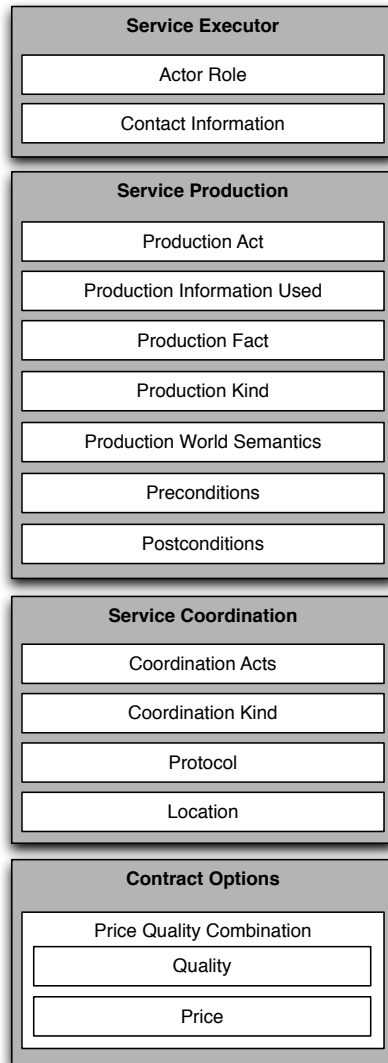 Service Executor
Actor Role
Contact Information
Service Production
Production Act
Production Information Used
Production Fact
Production Kind
Production World Semantics
Preconditions
Postconditions
Service Coordination
Coordination Acts
Coordination Kind
Protocol
Location
Contract Options
Price Quality Combination
Quality
Price